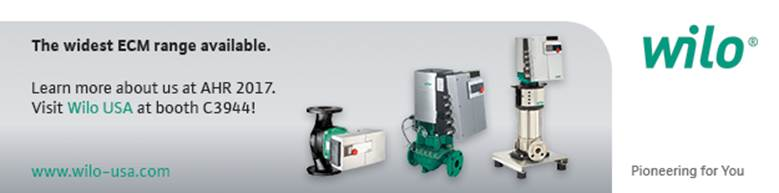 The widest ECM range available.
Learn more about us at AHR 2017.
Visit Wilo USA at booth C3944!
www.wilo-usa.com
wilo®
Pioneering for You